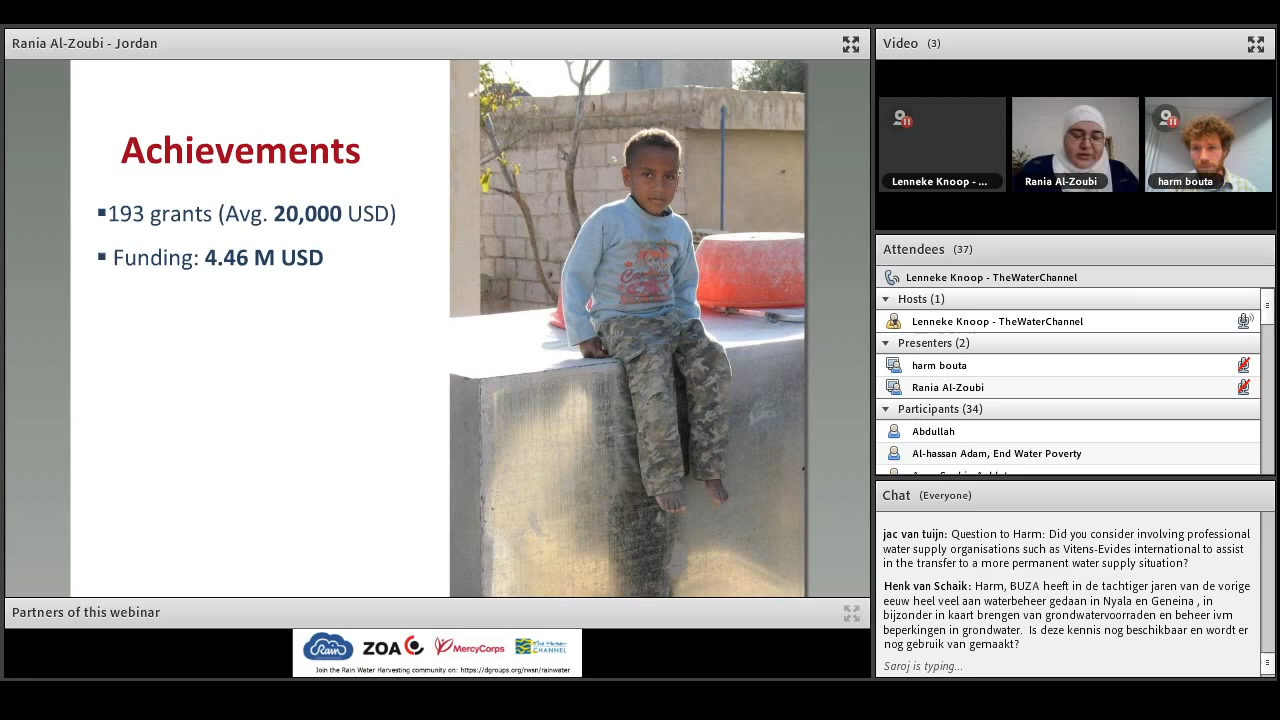 Rania Al-Zoubi - Jordan
Achievements
▪193 grants (Avg. 20,000 USD)
▪ Funding: 4.46 M USD
Partners of this webinar
Rain
ZOA
MercyCorps
The Water
CHANNEL
Join the Rain Water Harvesting community on: https://dgroups.org/rwsn/rainwater
Video (3)
Lenneke Knoop - ...
Rania Al-Zoubi
harm bouta
Attendees (37)
Lenneke Knoop - TheWaterChannel
Hosts (1)
Lenneke Knoop - TheWaterChannel
Presenters (2)
harm bouta
Rania Al-Zoubi
Participants (34)
Abdullah
Al-hassan Adam, End Water Poverty
Chat (Everyone)
jac van tuijn: Question to Harm: Did you consider involving professional
water supply organisations such as Vitens-Evides international to assist
in the transfer to a more permanent water supply situation?
Henk van Schaik: Harm, BUZA heeft in de tachtiger jaren van de vorige
eeuw heel veel aan waterbeheer gedaan in Nyala en Geneina , in
bijzonder in kaart brengen van grondwatervoorraden en beheer ivm
beperkingen in grondwater. Is deze kennis nog beschikbaar en wordt er
nog gebruik van gemaakt?
Saroj is typing...